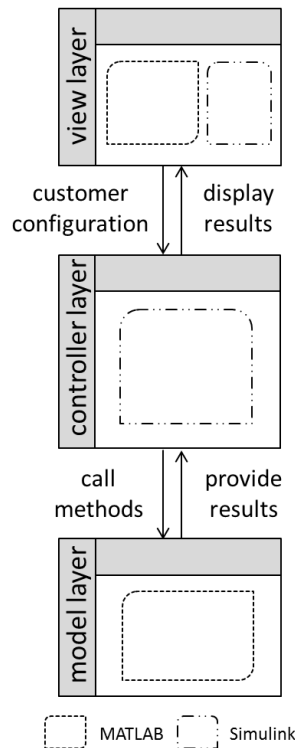 view layer
customer
configuration
display
results
controller layer
call
methods
provide
results
model layer
MATLAB
Simulink